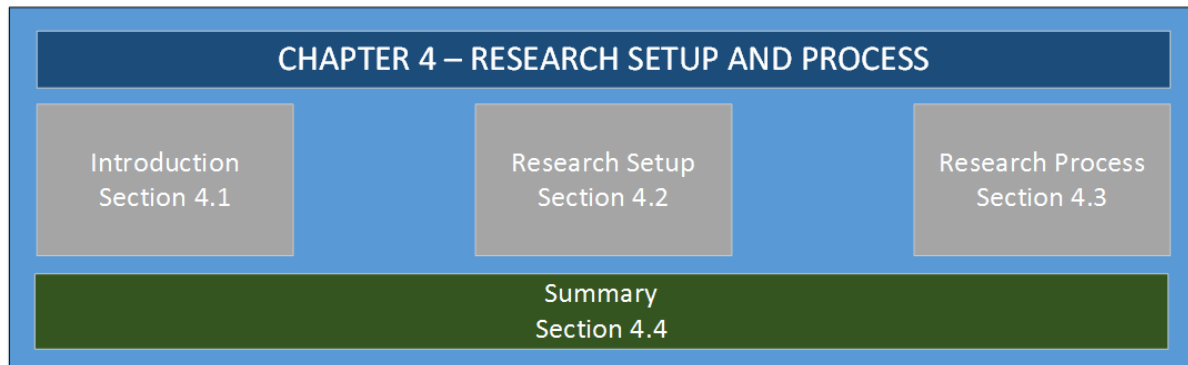 CHAPTER 4 – RESEARCH SETUP AND PROCESS
Introduction
Section 4.1
Research Setup
Section 4.2
Research Process
Section 4.3
Summary
Section 4.4